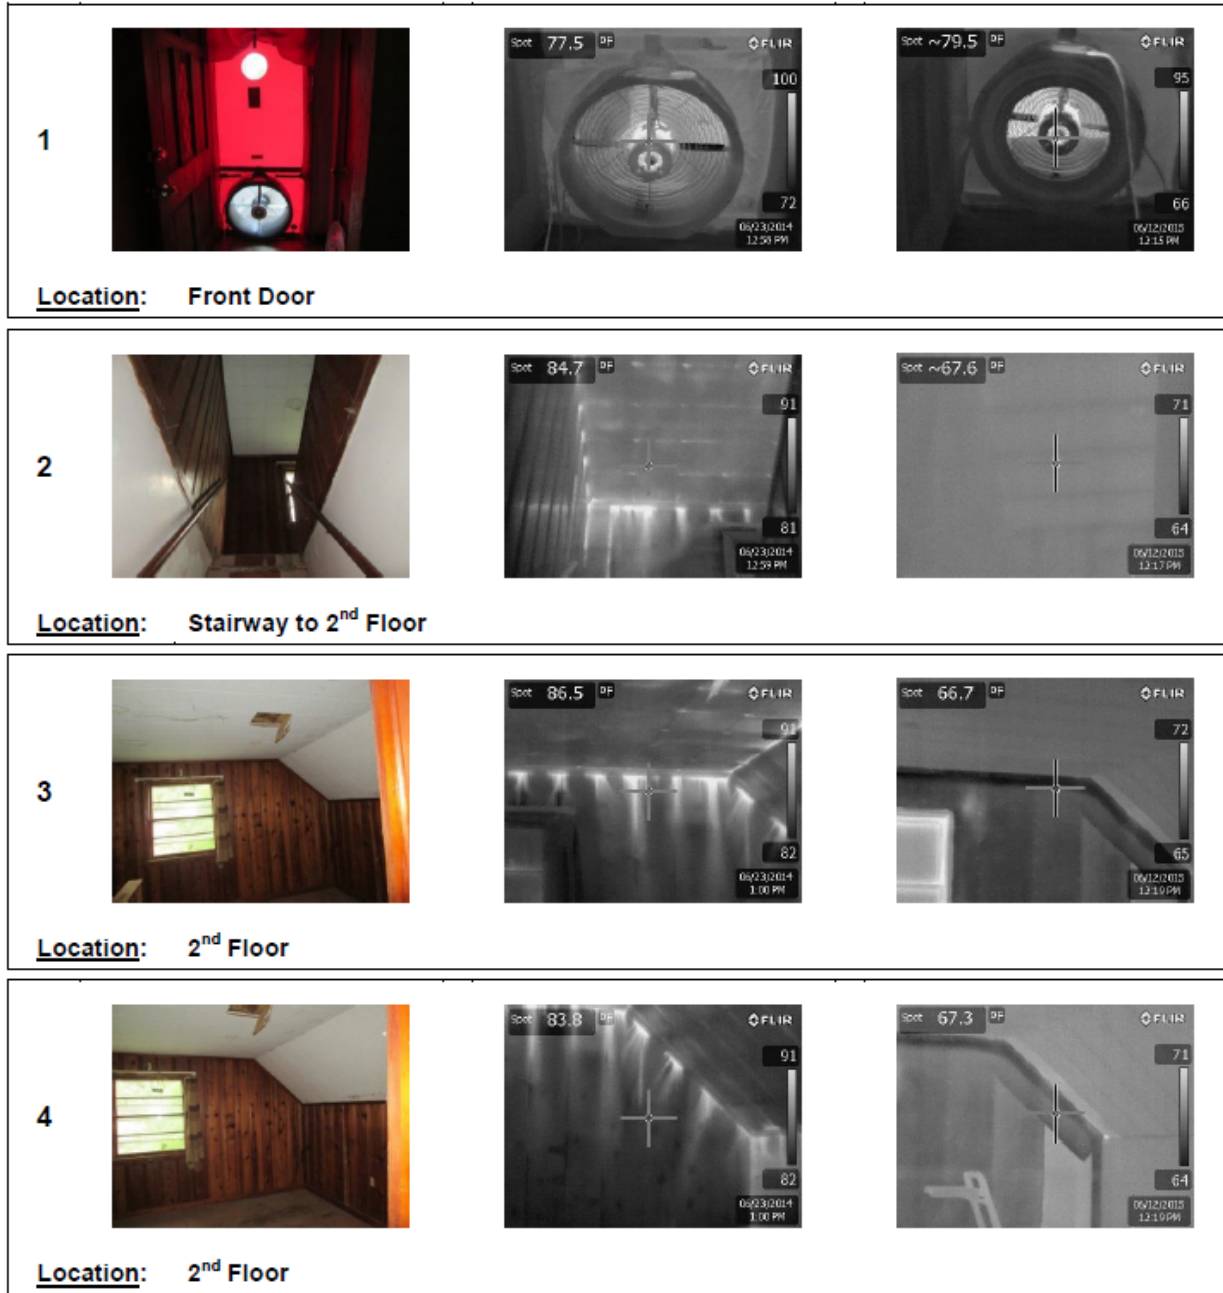 1
Spot 77.5 °F
FLIR
100
72
06/23/2014
12:58 PM
Spot ~79.5 °F
FLIR
95
66
06/12/2015
12:15 PM
Location: Front Door
2
Spot 84.7 °F
FLIR
91
81
06/23/2014
12:59 PM
Spot ~67.6 °F
FLIR
71
64
06/12/2015
12:17 PM
Location: Stairway to 2nd Floor
3
Spot 86.5 °F
FLIR
91
82
06/23/2014
1:00 PM
Spot 66.7 °F
FLIR
72
65
06/12/2015
12:19 PM
Location: 2nd Floor
4
Spot 83.8 °F
FLIR
91
82
06/23/2014
1:00 PM
Spot 67.3 °F
FLIR
71
64
06/12/2015
12:19 PM
Location: 2nd Floor